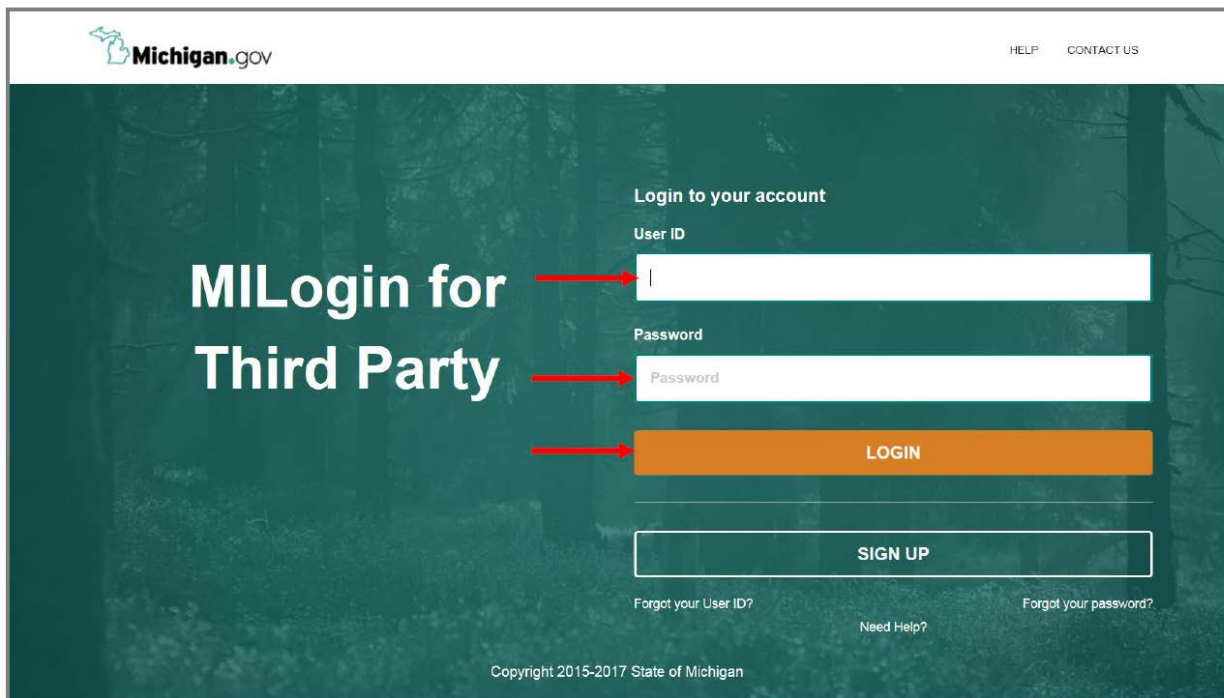 Michigan.gov
HELP CONTACT US
Login to your account
User ID
MILogin for
Third Party
Password
Password
LOGIN
SIGN UP
Forgot your User ID? Forgot your password?
Need Help?
Copyright 2015-2017 State of Michigan